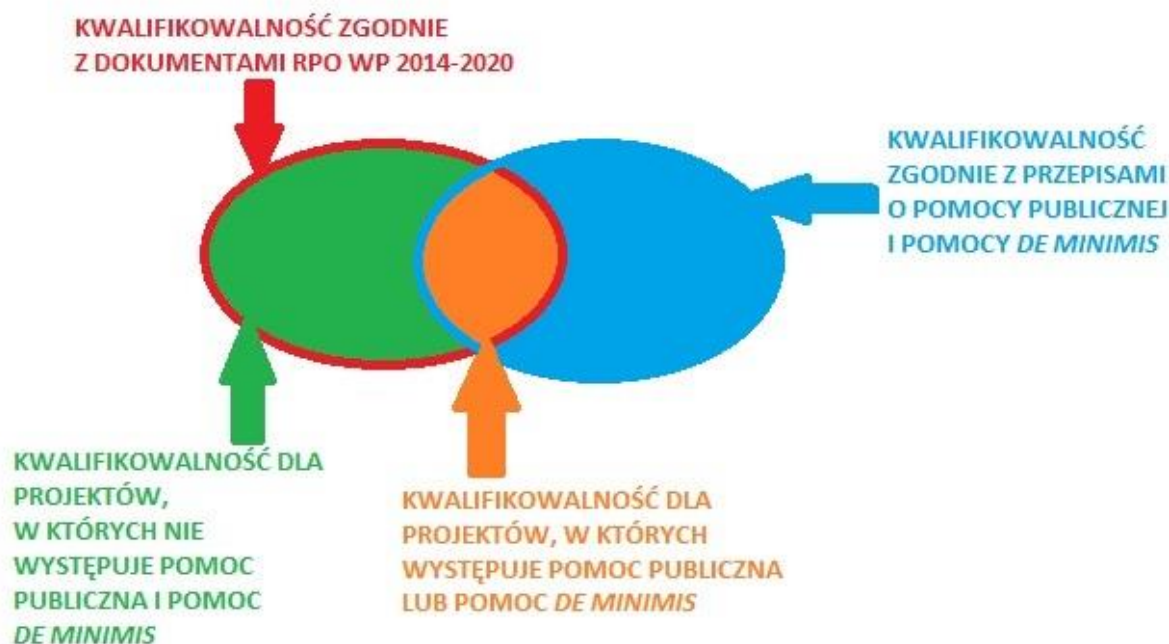 KWALIFIKOWALNOŚĆ ZGODNIE
Z DOKUMENTAMI RPO WP 2014-2020
KWALIFIKOWALNOŚĆ
ZGODNIE Z PRZEPISAMI
O POMOCY PUBLICZNEJ
I POMOCY DE MINIMIS
KWALIFIKOWALNOŚĆ DLA
PROJEKTÓW,
W KTÓRYCH NIE
WYSTĘPUJE POMOC
PUBLICZNA I POMOC
DE MINIMIS
KWALIFIKOWALNOŚĆ DLA
PROJEKTÓW, W KTÓRYCH
WYSTĘPUJE POMOC PUBLICZNA
LUB POMOC DE MINIMIS